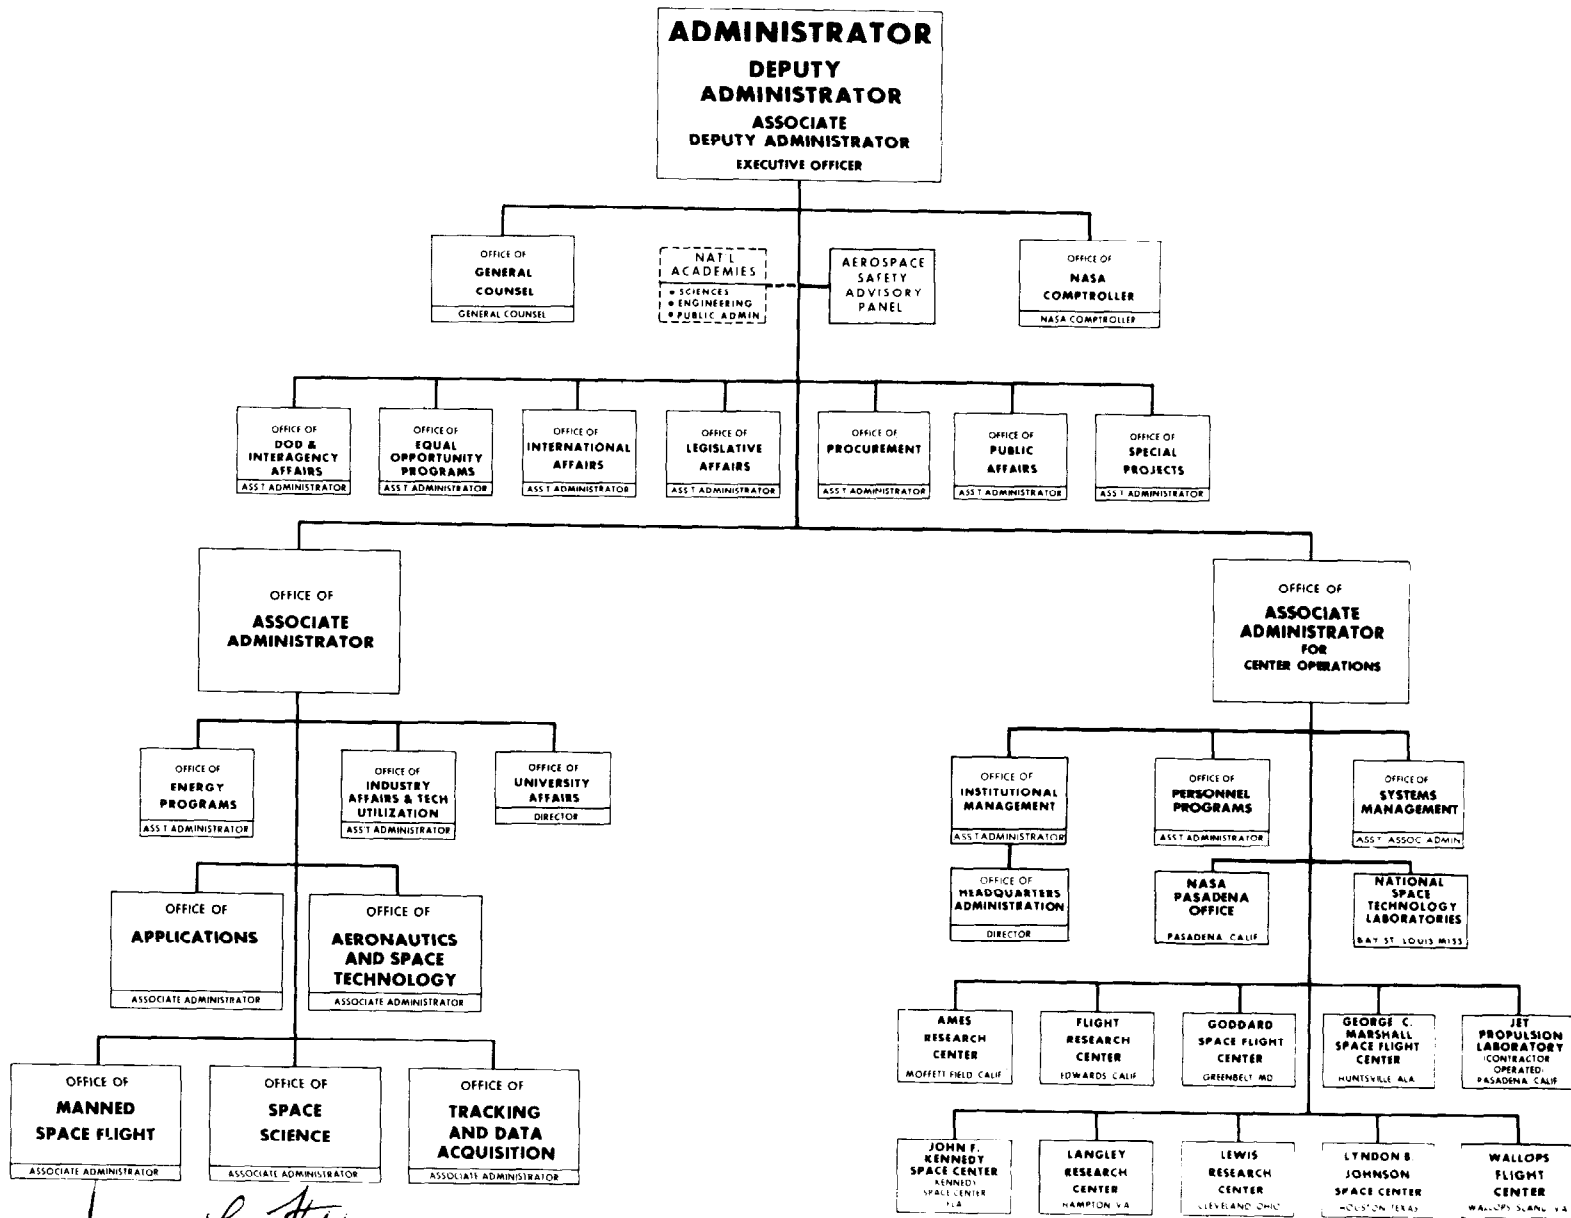 ADMINISTRATOR
DEPUTY
ADMINISTRATOR
ASSOCIATE
DEPUTY ADMINISTRATOR
EXECUTIVE OFFICER
OFFICE OF
GENERAL
COUNSEL
GENERAL COUNSEL
NAT'L
ACADEMIES
• SCIENCES
• ENGINEERING
• PUBLIC ADMIN
AEROSPACE
SAFETY
ADVISORY
PANEL
OFFICE OF
NASA
COMPTROLLER
NASA COMPTROLLER
OFFICE OF
DOD &
INTERAGENCY
AFFAIRS
ASS'T ADMINISTRATOR
OFFICE OF
EQUAL
OPPORTUNITY
PROGRAMS
ASS'T ADMINISTRATOR
OFFICE OF
INTERNATIONAL
AFFAIRS
ASS'T ADMINISTRATOR
OFFICE OF
LEGISLATIVE
AFFAIRS
ASS'T ADMINISTRATOR
OFFICE OF
PROCUREMENT
ASS'T ADMINISTRATOR
OFFICE OF
PUBLIC
AFFAIRS
ASS'T ADMINISTRATOR
OFFICE OF
SPECIAL
PROJECTS
ASS'T ADMINISTRATOR
OFFICE OF
ASSOCIATE
ADMINISTRATOR
OFFICE OF
ASSOCIATE
ADMINISTRATOR
FOR
CENTER OPERATIONS
OFFICE OF
ENERGY
PROGRAMS
ASS'T ADMINISTRATOR
OFFICE OF
INDUSTRY
AFFAIRS & TECH
UTILIZATION
ASS'T ADMINISTRATOR
OFFICE OF
UNIVERSITY
AFFAIRS
DIRECTOR
OFFICE OF
INSTITUTIONAL
MANAGEMENT
ASS'T ADMINISTRATOR
OFFICE OF
PERSONNEL
PROGRAMS
ASS'T ADMINISTRATOR
OFFICE OF
SYSTEMS
MANAGEMENT
ASS'T ASSOC ADMIN
OFFICE OF
HEADQUARTERS
ADMINISTRATION
DIRECTOR
NASA
PASADENA
OFFICE
PASADENA CALIF
NATIONAL
SPACE
TECHNOLOGY
LABORATORIES
BAY ST. LOUIS MISS
OFFICE OF
APPLICATIONS
ASSOCIATE ADMINISTRATOR
OFFICE OF
AERONAUTICS
AND SPACE
TECHNOLOGY
ASSOCIATE ADMINISTRATOR
AMES
RESEARCH
CENTER
MOFFETT FIELD CALIF
FLIGHT
RESEARCH
CENTER
EDWARDS CALIF
GODDARD
SPACE FLIGHT
CENTER
GREENBELT MD
GEORGE C.
MARSHALL
SPACE FLIGHT
CENTER
HUNTSVILLE ALA
JET
PROPULSION
LABORATORY
(CONTRACTOR
OPERATED)
PASADENA CALIF
OFFICE OF
MANNED
SPACE FLIGHT
ASSOCIATE ADMINISTRATOR
OFFICE OF
SPACE
SCIENCE
ASSOCIATE ADMINISTRATOR
OFFICE OF
TRACKING
AND DATA
ACQUISITION
ASSOCIATE ADMINISTRATOR
JOHN F.
KENNEDY
SPACE CENTER
KENNEDY
SPACE CENTER
FLA
LANGLEY
RESEARCH
CENTER
HAMPTON VA
LEWIS
RESEARCH
CENTER
CLEVELAND OHIO
LYNDON B.
JOHNSON
SPACE CENTER
HOUSTON TEXAS
WALLOPS
FLIGHT
CENTER
WALLOPS ISLAND VA